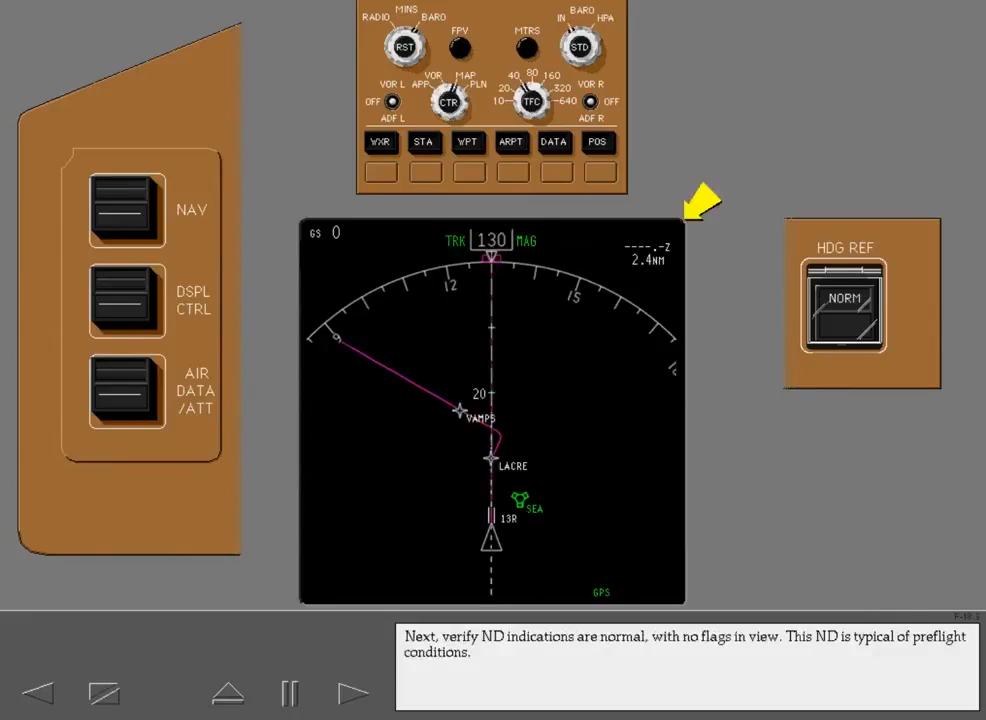 MINS
RADIO BARO
RST
FPV
MTRS
BARO
IN HPA
STD
VOR L
OFF
ADF L
APP VOR MAP PLN
CTR
10 20 40 80 160 320 640
TFC
VOR R
OFF
ADF R
WXR STA WPT ARPT DATA POS
NAV
DSPL
CTRL
AIR
DATA
/ATT
GS 0
TRK 130 MAG
----.-Z
2.4NM
9 12 15
20
VAMPS
LACRE
SEA
13R
GPS
HDG REF
NORM
Next, verify ND indications are normal, with no flags in view. This ND is typical of preflight
conditions.